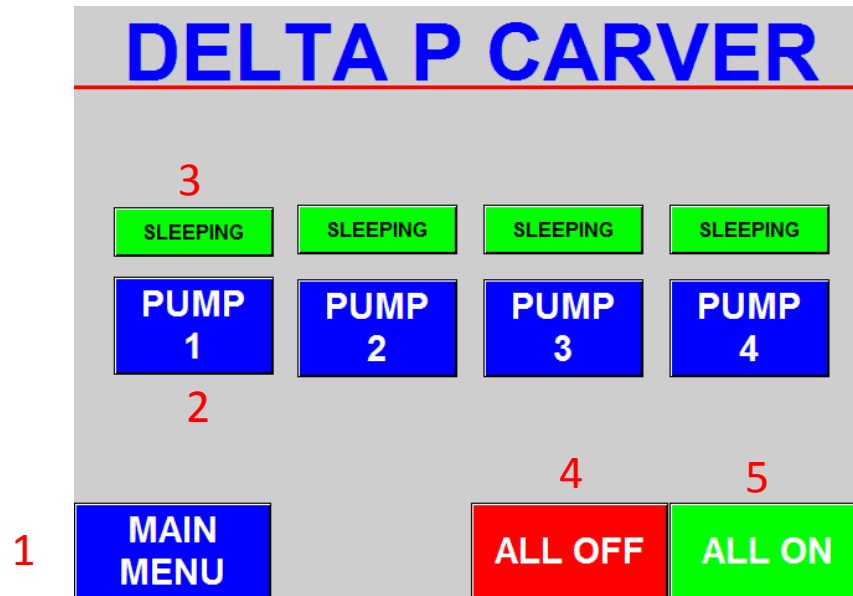 DELTA P CARVER
3
SLEEPING SLEEPING SLEEPING SLEEPING
PUMP PUMP PUMP PUMP
1 2 3 4
2
4 5
MAIN
MENU
1 ALL OFF ALL ON